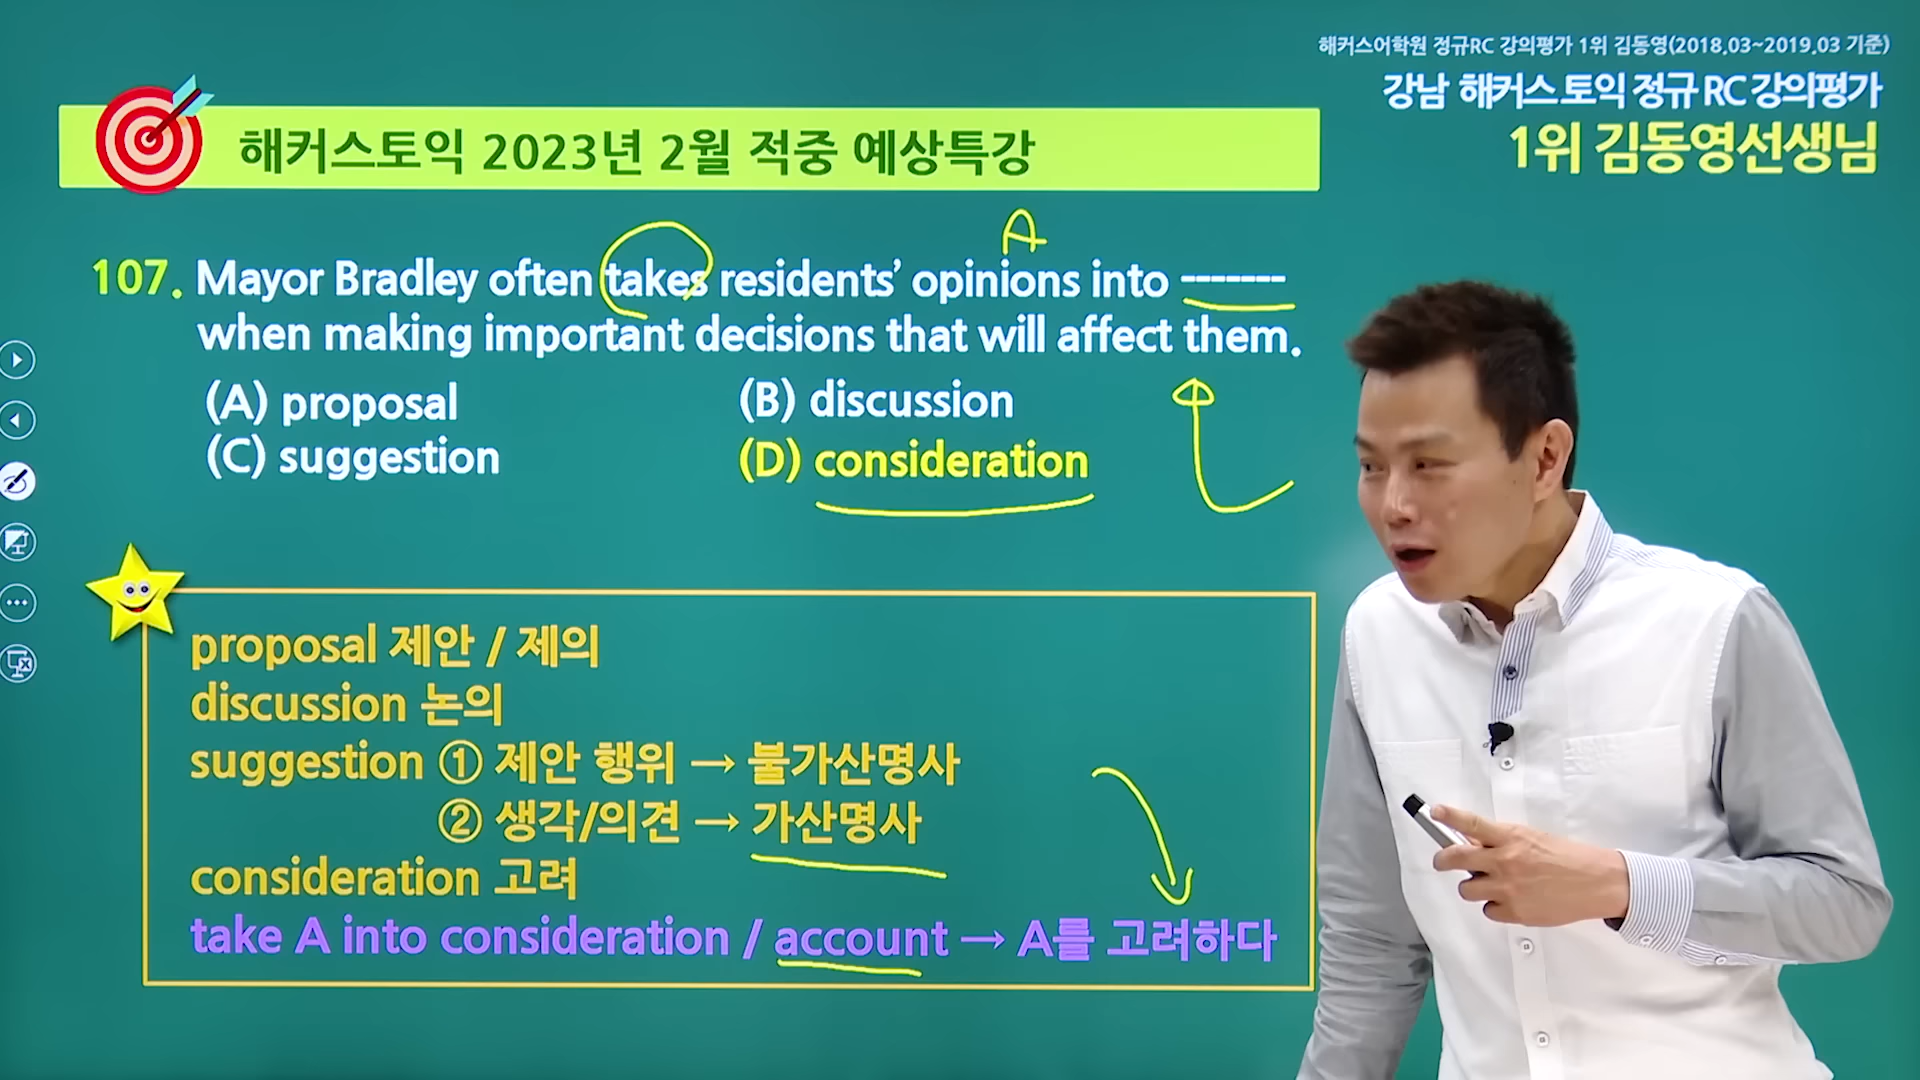 해커스어학원 정규RC 강의평가 1위 김동영(2018.03~2019.03 기준)
강남 해커스 토익 정규 RC 강의평가
1위 김동영선생님
해커스토익 2023년 2월 적중 예상특강
A
107. Mayor Bradley often takes residents’ opinions into -------
when making important decisions that will affect them.
(A) proposal (B) discussion
(C) suggestion (D) consideration
proposal 제안 / 제의
discussion 논의
suggestion ① 제안 행위 → 불가산명사
② 생각/의견 → 가산명사
consideration 고려
take A into consideration / account → A를 고려하다